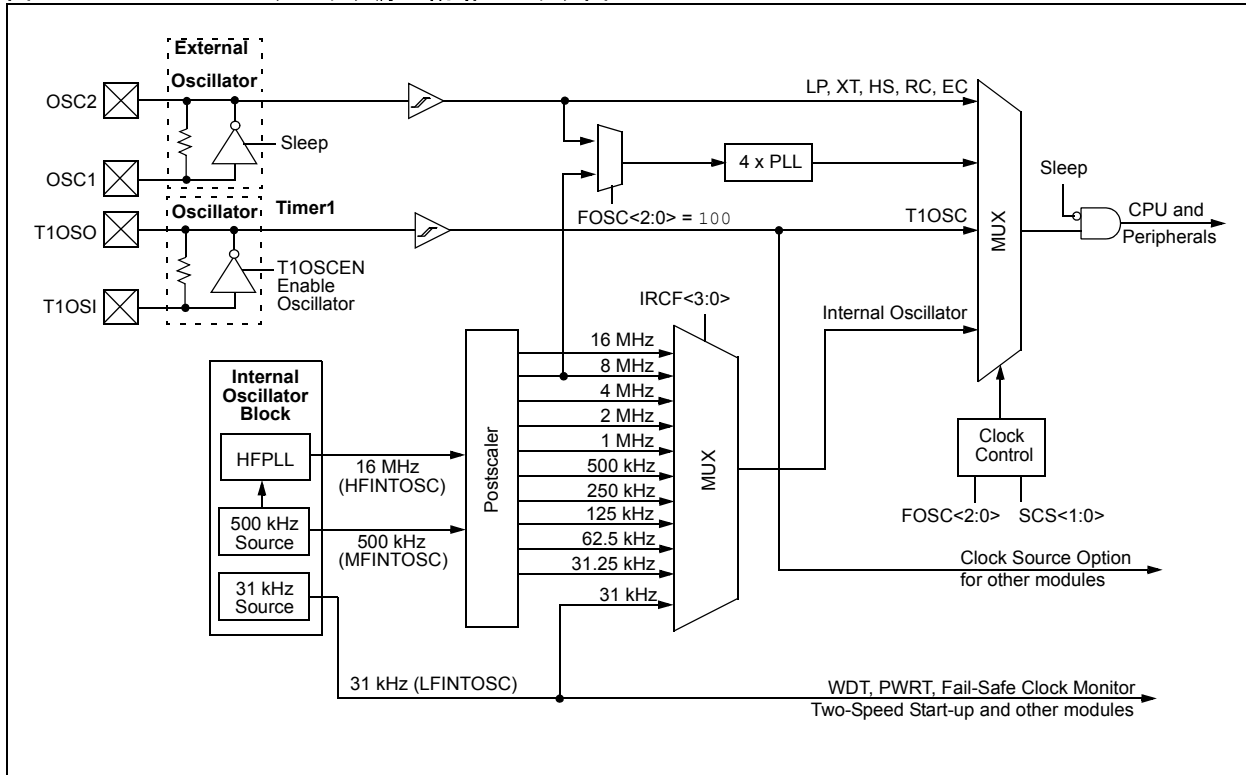 External
Oscillator
OSC2
Sleep
OSC1
LP, XT, HS, RC, EC
4 x PLL
FOSC<2:0> = 100
Oscillator
Timer1
T1OSO
T1OSCEN
Enable
Oscillator
T1OSI
T1OSC
MUX
Sleep
CPU and
Peripherals
IRCF<3:0>
Internal Oscillator
Internal
Oscillator
Block
HFPLL
500 kHz
Source
31 kHz
Source
16 MHz
(HFINTOSC)
500 kHz
(MFINTOSC)
Postscaler
16 MHz
8 MHz
4 MHz
2 MHz
1 MHz
500 kHz
250 kHz
125 kHz
62.5 kHz
31.25 kHz
31 kHz
MUX
Clock
Control
FOSC<2:0>
SCS<1:0>
Clock Source Option
for other modules
31 kHz (LFINTOSC)
WDT, PWRT, Fail-Safe Clock Monitor
Two-Speed Start-up and other modules